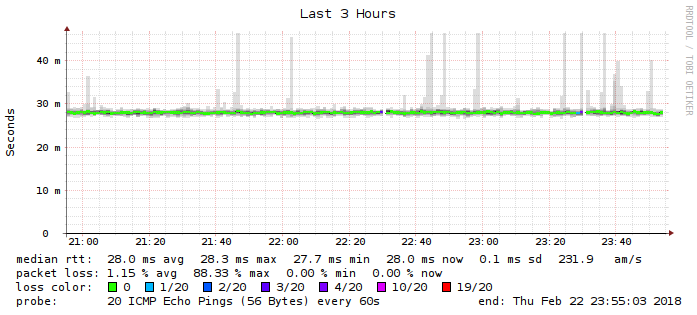 Last 3 Hours
RRDTOOL / TOBI OETIKER
Seconds
40 m
30 m
20 m
10 m
0
21:00 21:20 21:40 22:00 22:20 22:40 23:00 23:20 23:40
median rtt: 28.0 ms avg 28.3 ms max 27.7 ms min 28.0 ms now 0.1 ms sd 231.9 am/s
packet loss: 1.15 % avg 88.33 % max 0.00 % min 0.00 % now
loss color: 0 1/20 2/20 3/20 4/20 10/20 19/20
probe: 20 ICMP Echo Pings (56 Bytes) every 60s end: Thu Feb 22 23:55:03 2018